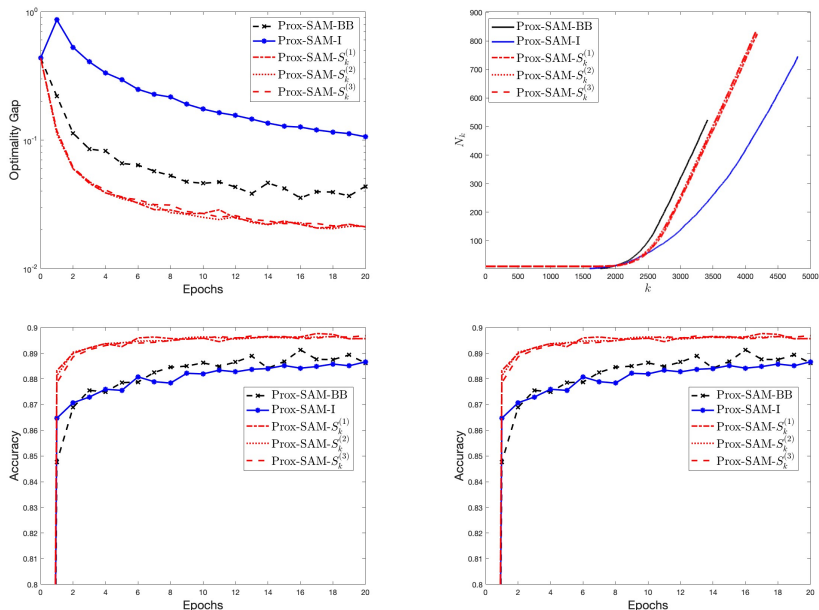 Prox-SAM-BB
Prox-SAM-I
Prox-SAM-$S_k^{(1)}$
Prox-SAM-$S_k^{(2)}$
Prox-SAM-$S_k^{(3)}$
10^0
10^-1
10^-2
Optimality Gap
0 2 4 6 8 10 12 14 16 18 20
Epochs
Prox-SAM-BB
Prox-SAM-I
Prox-SAM-$S_k^{(1)}$
Prox-SAM-$S_k^{(2)}$
Prox-SAM-$S_k^{(3)}$
900
800
700
600
500
400
300
200
100
$N_k$
0 500 1000 1500 2000 2500 3000 3500 4000 4500 5000
k
0.9
0.89
0.88
0.87
0.86
0.85
0.84
0.83
0.82
0.81
0.8
Accuracy
Prox-SAM-BB
Prox-SAM-I
Prox-SAM-$S_k^{(1)}$
Prox-SAM-$S_k^{(2)}$
Prox-SAM-$S_k^{(3)}$
0 2 4 6 8 10 12 14 16 18 20
Epochs
0.9
0.89
0.88
0.87
0.86
0.85
0.84
0.83
0.82
0.81
0.8
Accuracy
Prox-SAM-BB
Prox-SAM-I
Prox-SAM-$S_k^{(1)}$
Prox-SAM-$S_k^{(2)}$
Prox-SAM-$S_k^{(3)}$
0 2 4 6 8 10 12 14 16 18 20
Epochs